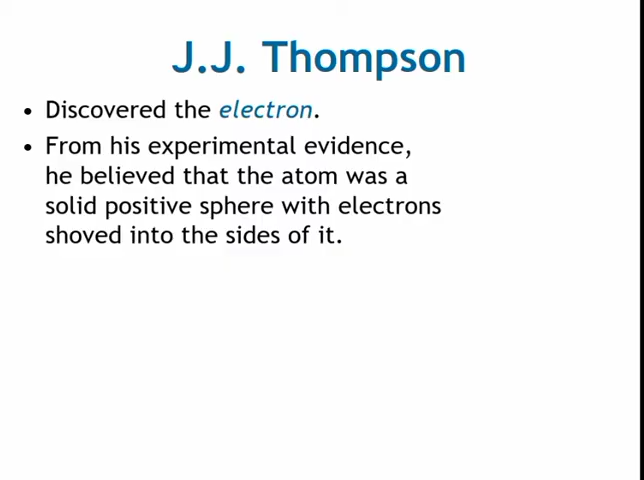 J.J. Thompson
• Discovered the electron.
• From his experimental evidence,
he believed that the atom was a
solid positive sphere with electrons
shoved into the sides of it.